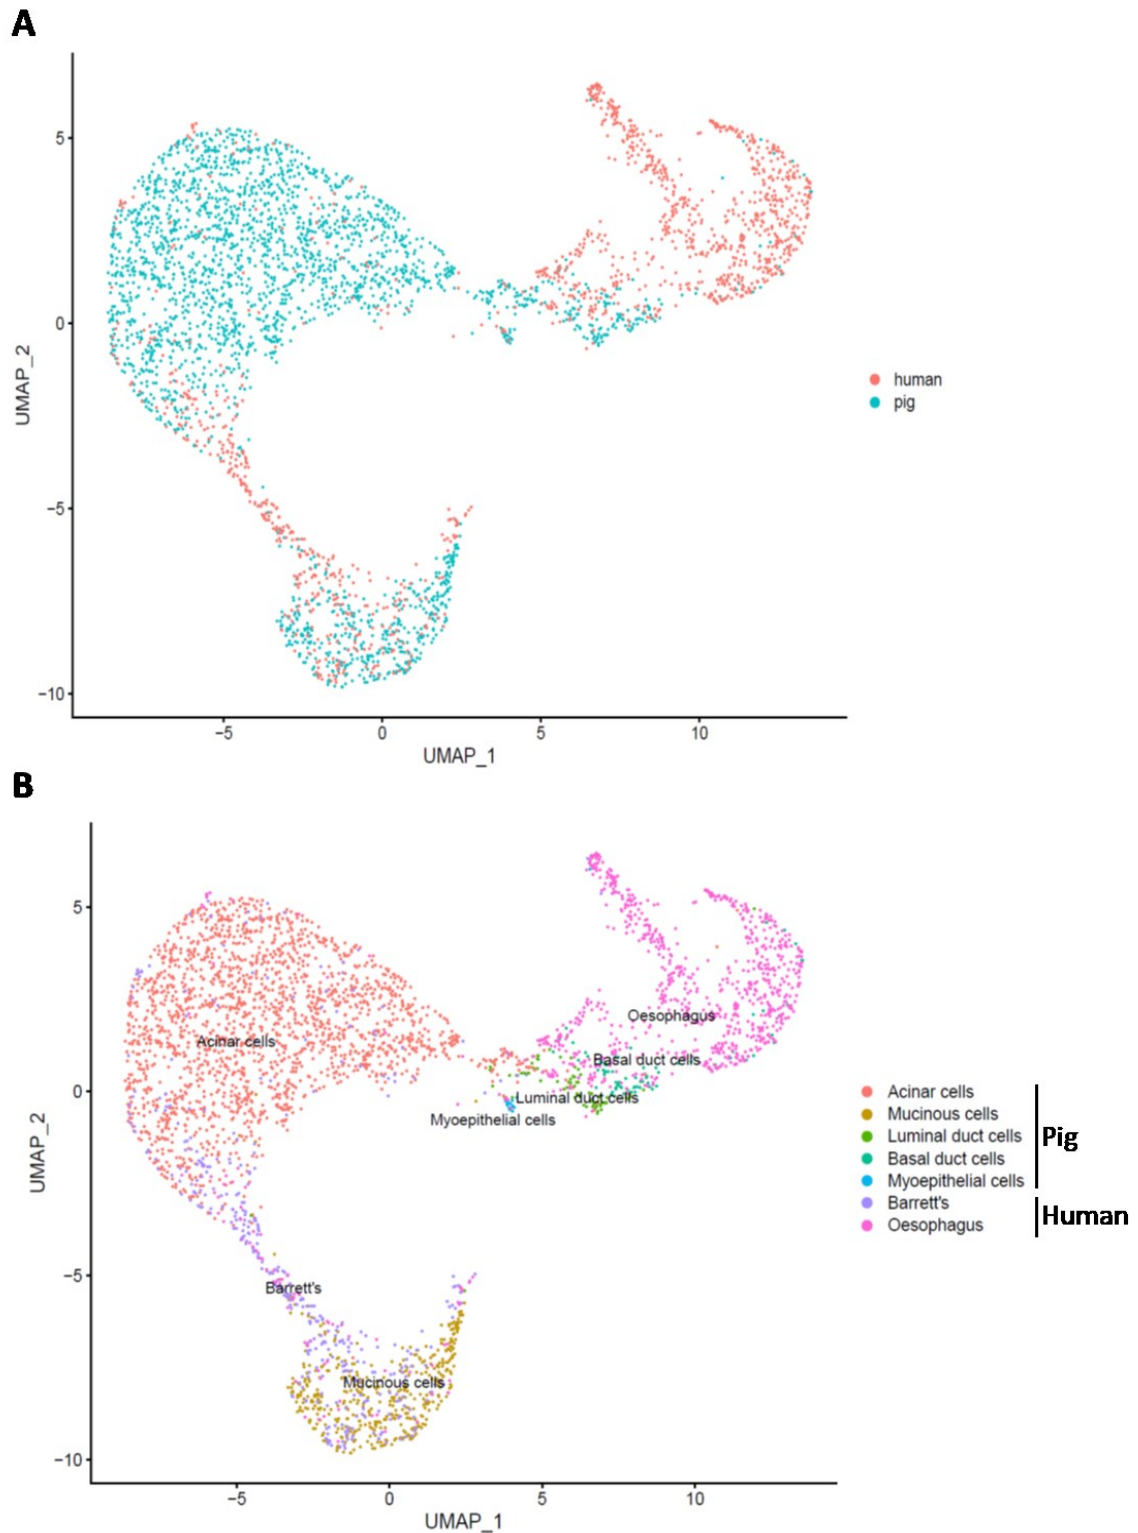 A
5
0
−5
−10
UMAP_2
−5
0
5
10
UMAP_1
human
pig
B
5
0
−5
−10
UMAP_2
Acinar cells
Oesophagus
Basal duct cells
Luminal duct cells
Myoepithelial cells
Barrett's
Mucinous cells
−5
0
5
10
UMAP_1
Acinar cells
Mucinous cells
Luminal duct cells
Basal duct cells
Myoepithelial cells
Barrett's
Oesophagus
Pig
Human